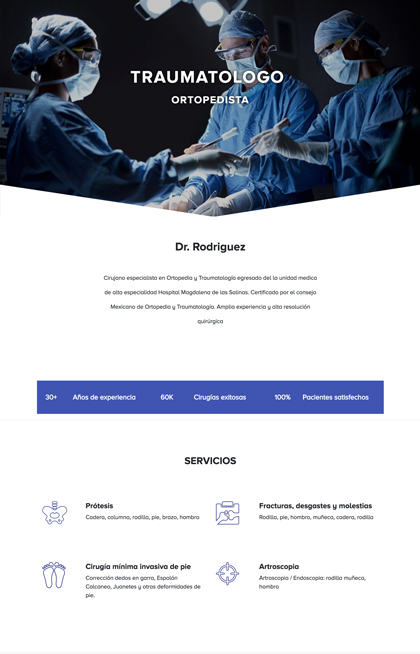 TRAUMATOLOGO
ORTOPEDISTA
Dr. Rodriguez
Cirujano especialista en Ortopedia y Traumatología egresado del la unidad medica
de alta especialidad Hospital Magdalena de las Salinas. Certificado por el consejo
Mexicano de Ortopedia y Traumatología. Amplia experiencia y alta resolución
quirúrgica
30+ Años de experiencia 60K Cirugías exitosas 100% Pacientes satisfechos
SERVICIOS
Prótesis
Cadera, columna, rodilla, pie, brazo, hombro
Fracturas, desgastes y molestias
Rodilla, pie, hombro, muñeca, cadera, rodilla
Cirugía mínima invasiva de pie
Corrección dedos en garra, Espolón
Calcaneo, Juanetes y otras deformidades de
pie.
Artroscopia
Artroscopia / Endoscopia: rodilla muñeca,
hombro